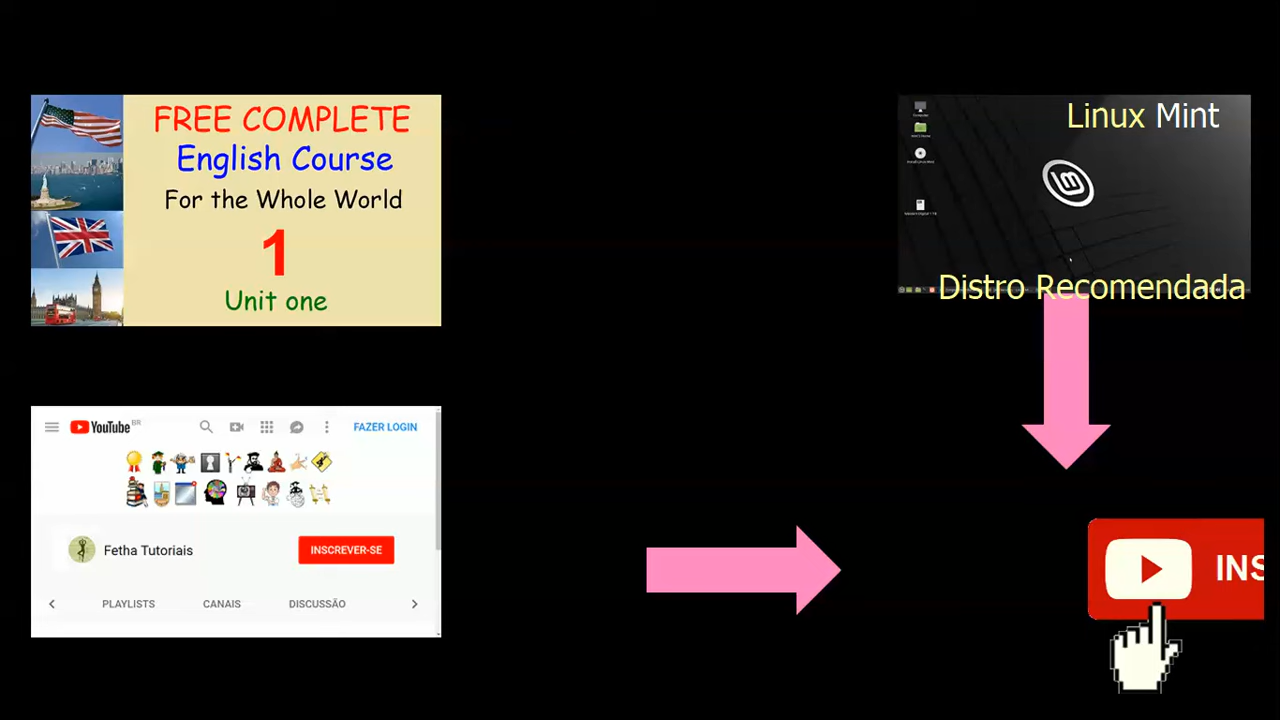 FREE COMPLETE
English Course
For the Whole World
1
Unit one
Linux Mint
Distro Recomendada
YouTube BR
FAZER LOGIN
Fetha Tutoriais
INSCREVER-SE
PLAYLISTS CANAIS DISCUSSÃO
INS